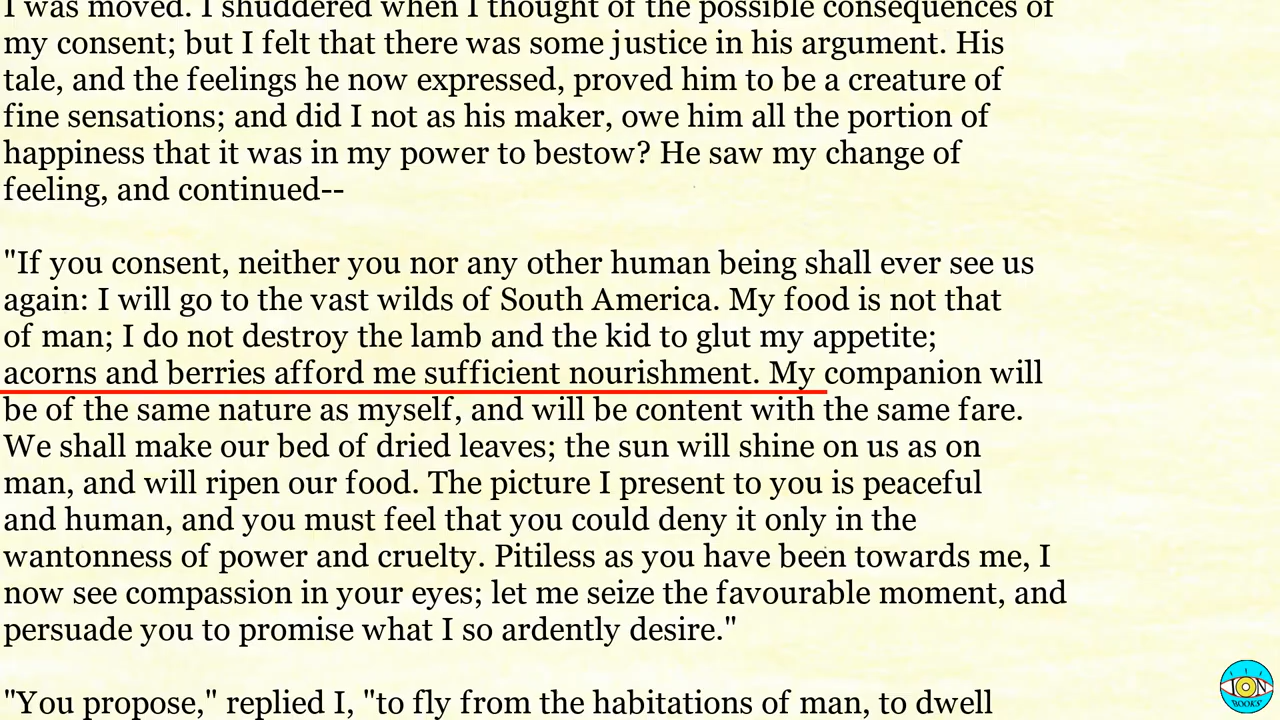 I was moved. I shuddered when I thought of the possible consequences of
my consent; but I felt that there was some justice in his argument. His
tale, and the feelings he now expressed, proved him to be a creature of
fine sensations; and did I not as his maker, owe him all the portion of
happiness that it was in my power to bestow? He saw my change of
feeling, and continued--
"If you consent, neither you nor any other human being shall ever see us
again: I will go to the vast wilds of South America. My food is not that
of man; I do not destroy the lamb and the kid to glut my appetite;
acorns and berries afford me sufficient nourishment. My companion will
be of the same nature as myself, and will be content with the same fare.
We shall make our bed of dried leaves; the sun will shine on us as on
man, and will ripen our food. The picture I present to you is peaceful
and human, and you must feel that you could deny it only in the
wantonness of power and cruelty. Pitiless as you have been towards me, I
now see compassion in your eyes; let me seize the favourable moment, and
persuade you to promise what I so ardently desire."
"You propose," replied I, "to fly from the habitations of man, to dwell
ION
BOOKS